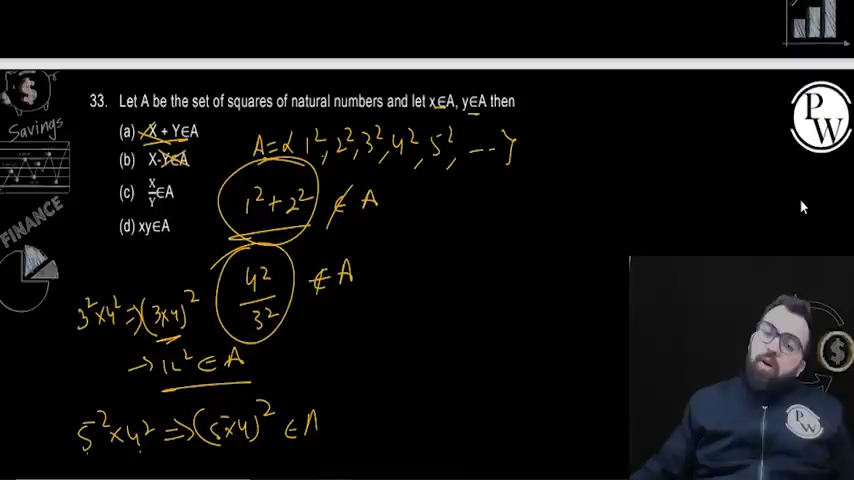 33. Let A be the set of squares of natural numbers and let x∈A, y∈A then
(a) X + Y∈A
(b) X-Y∈A
(c) X/Y∈A
(d) xy∈A
A = { 1², 2², 3², 4², 5², --- }
1² + 2² ∉ A
4²/3² ∉ A
3²×4² ⇒ (3×4)²
→ 12² ∈ A
5²×4² ⇒ (5×4)² ∈ A
Savings
FINANCE
P
W
PW